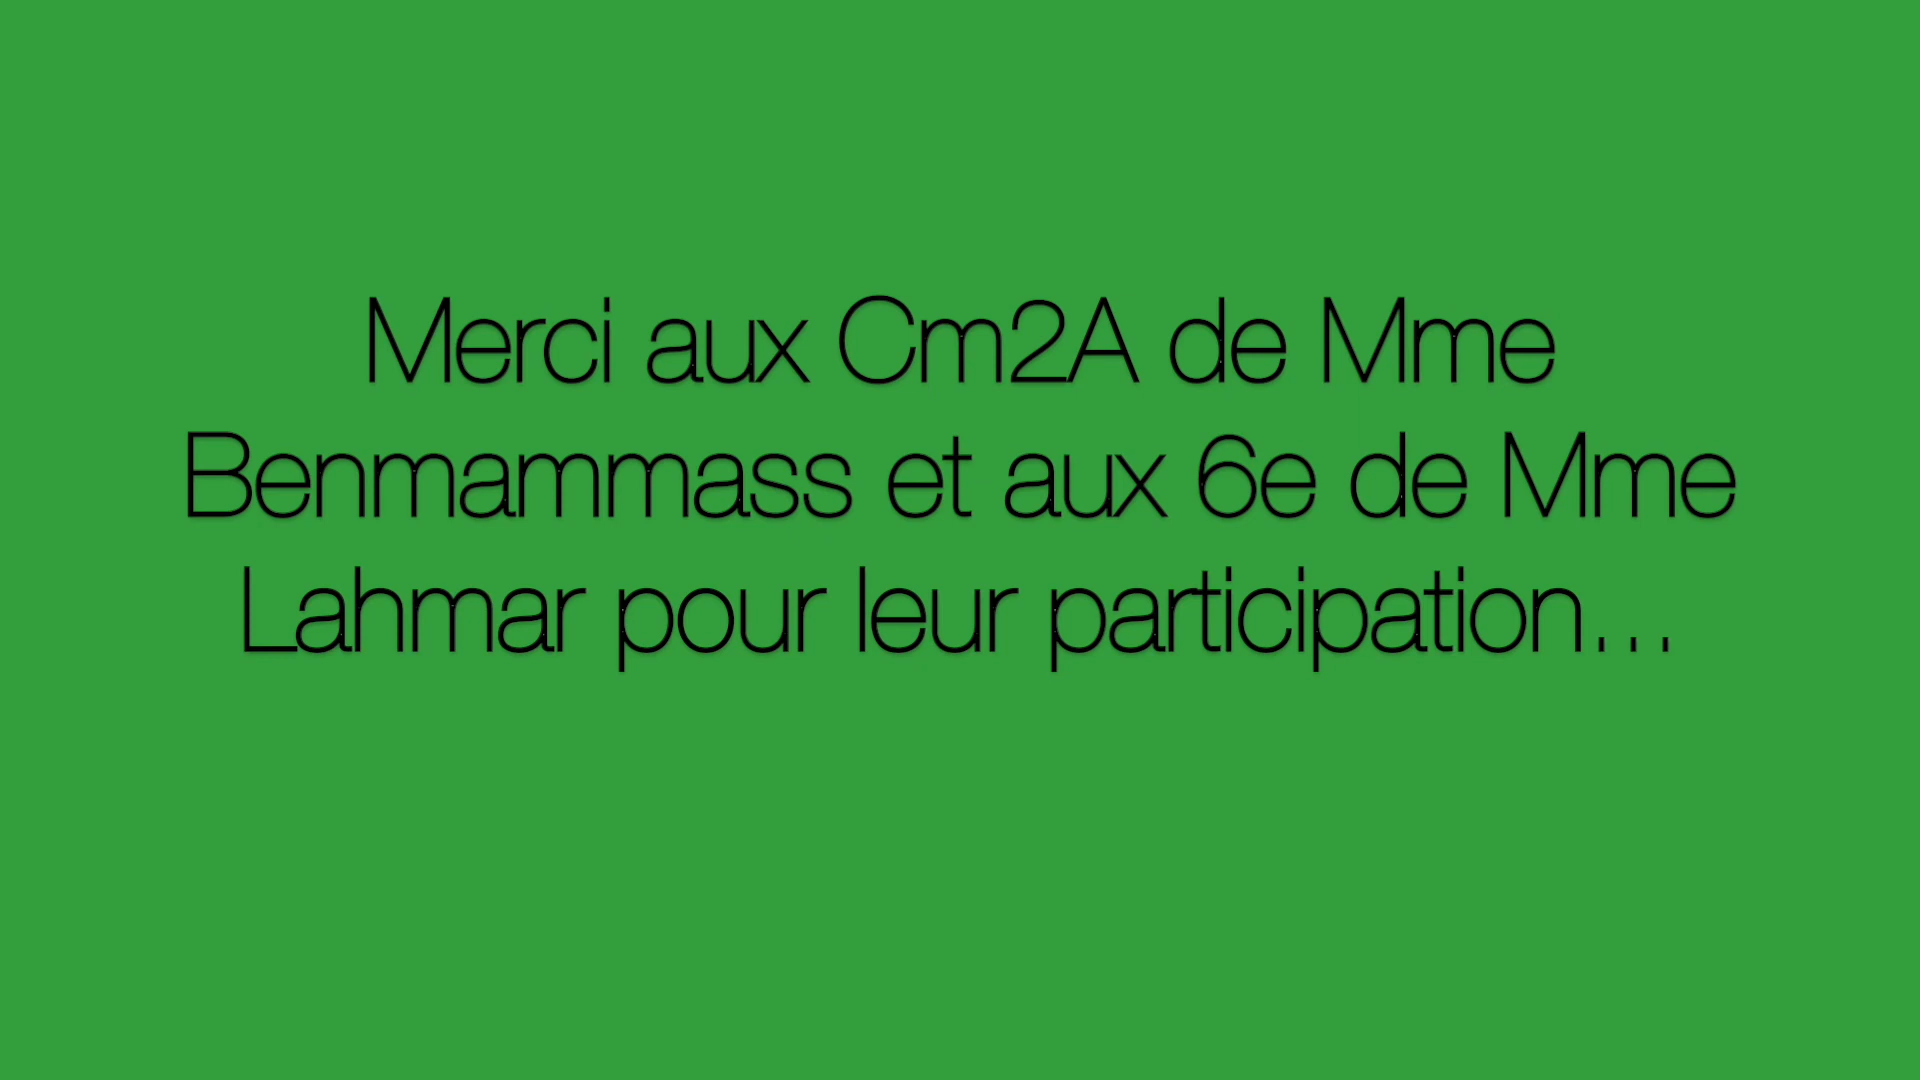 Merci aux Cm2A de Mme
Benmammass et aux 6e de Mme
Lahmar pour leur participation…